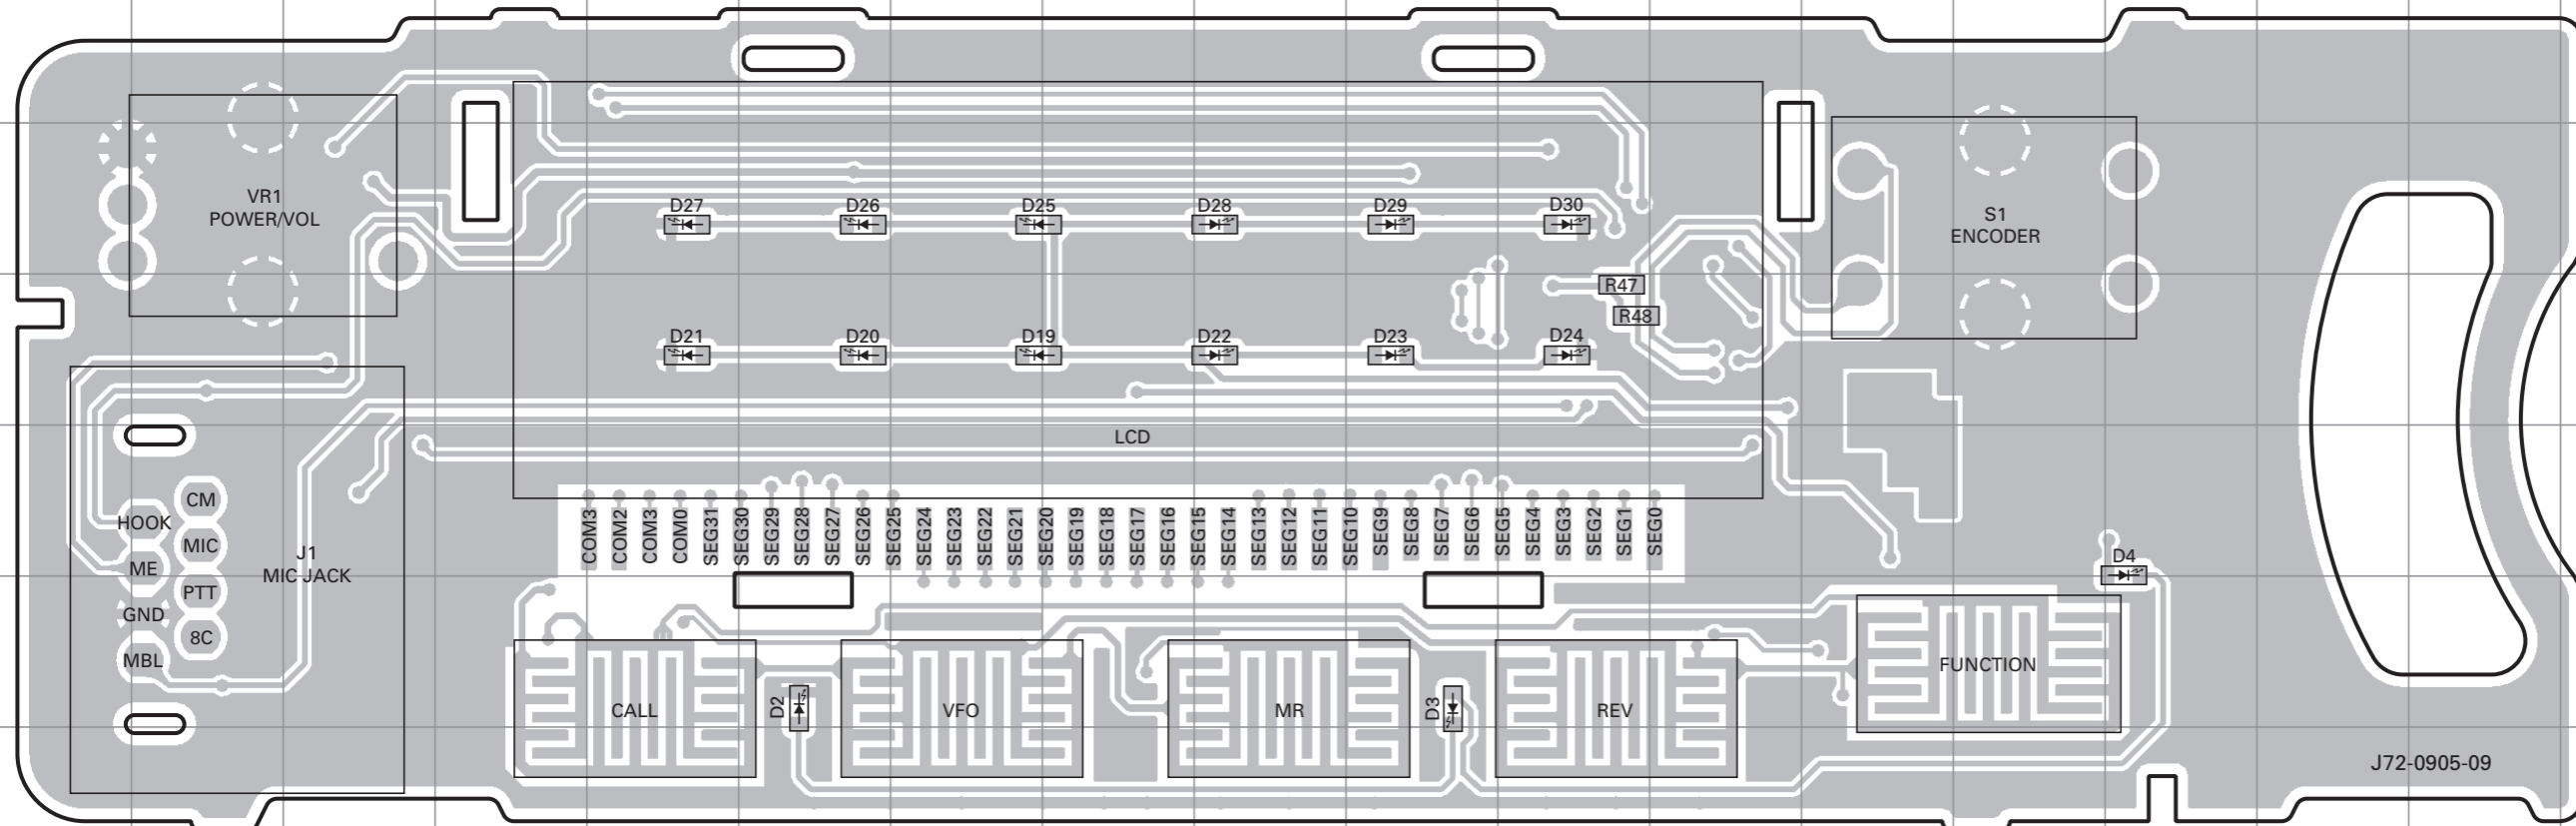 VR1
POWER/VOL
D27
D26
D25
D28
D29
D30
S1
ENCODER
R47
R48
D21
D20
D19
D22
D23
D24
LCD
CM
HOOK
MIC
ME
PTT
GND
8C
MBL
J1
MIC JACK
COM3
COM2
COM3
COM0
SEG31
SEG30
SEG29
SEG28
SEG27
SEG26
SEG25
SEG24
SEG23
SEG22
SEG21
SEG20
SEG19
SEG18
SEG17
SEG16
SEG15
SEG14
SEG13
SEG12
SEG11
SEG10
SEG9
SEG8
SEG7
SEG6
SEG5
SEG4
SEG3
SEG2
SEG1
SEG0
D4
FUNCTION
CALL
D2
VFO
MR
D3
REV
J72-0905-09